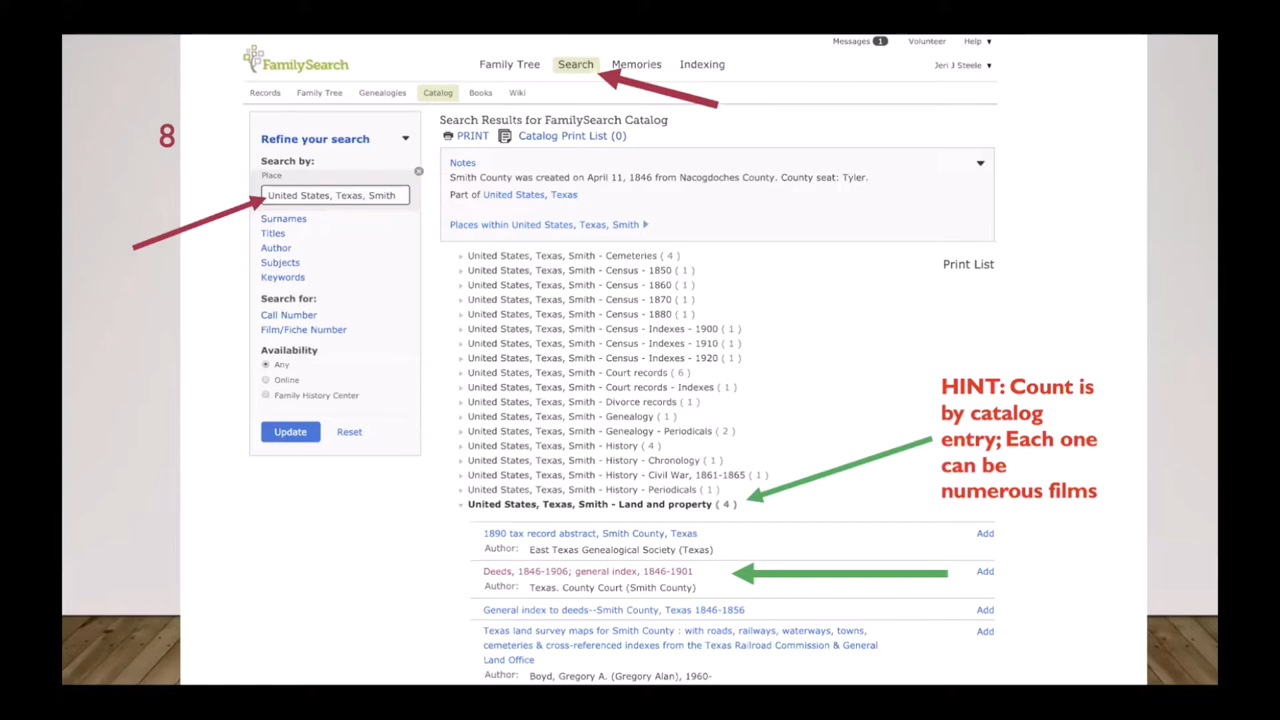 Messages 1 Volunteer Help
FamilySearch
Family Tree Search Memories Indexing
Jeri J Steele
Records Family Tree Genealogies Catalog Books Wiki
8
Refine your search
Search by:
Place
United States, Texas, Smith
Surnames
Titles
Author
Subjects
Keywords
Search for:
Call Number
Film/Fiche Number
Availability
Any
Online
Family History Center
Update Reset
Search Results for FamilySearch Catalog
PRINT Catalog Print List (0)
Notes
Smith County was created on April 11, 1846 from Nacogdoches County. County seat: Tyler.
Part of United States, Texas
Places within United States, Texas, Smith
Print List
United States, Texas, Smith - Cemeteries ( 4 )
United States, Texas, Smith - Census - 1850 ( 1 )
United States, Texas, Smith - Census - 1860 ( 1 )
United States, Texas, Smith - Census - 1870 ( 1 )
United States, Texas, Smith - Census - 1880 ( 1 )
United States, Texas, Smith - Census - Indexes - 1900 ( 1 )
United States, Texas, Smith - Census - Indexes - 1910 ( 1 )
United States, Texas, Smith - Census - Indexes - 1920 ( 1 )
United States, Texas, Smith - Court records ( 6 )
United States, Texas, Smith - Court records - Indexes ( 1 )
United States, Texas, Smith - Divorce records ( 1 )
United States, Texas, Smith - Genealogy ( 1 )
United States, Texas, Smith - Genealogy - Periodicals ( 2 )
United States, Texas, Smith - History ( 4 )
United States, Texas, Smith - History - Chronology ( 1 )
United States, Texas, Smith - History - Civil War, 1861-1865 ( 1 )
United States, Texas, Smith - History - Periodicals ( 1 )
United States, Texas, Smith - Land and property ( 4 )
1890 tax record abstract, Smith County, Texas Add
Author: East Texas Genealogical Society (Texas)
Deeds, 1846-1906; general index, 1846-1901 Add
Author: Texas. County Court (Smith County)
General index to deeds--Smith County, Texas 1846-1856 Add
Texas land survey maps for Smith County : with roads, railways, waterways, towns, Add
cemeteries & cross-referenced indexes from the Texas Railroad Commission & General
Land Office
Author: Boyd, Gregory A. (Gregory Alan), 1960-
HINT: Count is
by catalog
entry; Each one
can be
numerous films